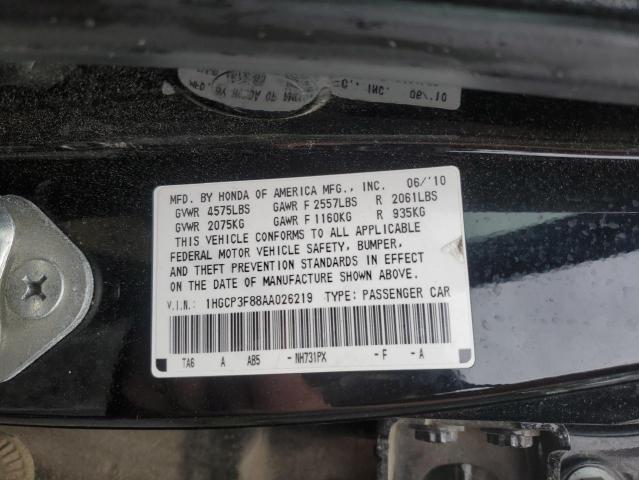 MFD. BY HONDA OF AMERICA MFG., INC. 06/'10
GVWR 4575LBS GAWR F 2557LBS R 2061LBS
GVWR 2075KG GAWR F 1160KG R 935KG
THIS VEHICLE CONFORMS TO ALL APPLICABLE
FEDERAL MOTOR VEHICLE SAFETY, BUMPER,
AND THEFT PREVENTION STANDARDS IN EFFECT
ON THE DATE OF MANUFACTURE SHOWN ABOVE.
V.I.N.: 1HGCP3F88AA026219 TYPE: PASSENGER CAR
TA6 A AB5 -NH731PX -F -A